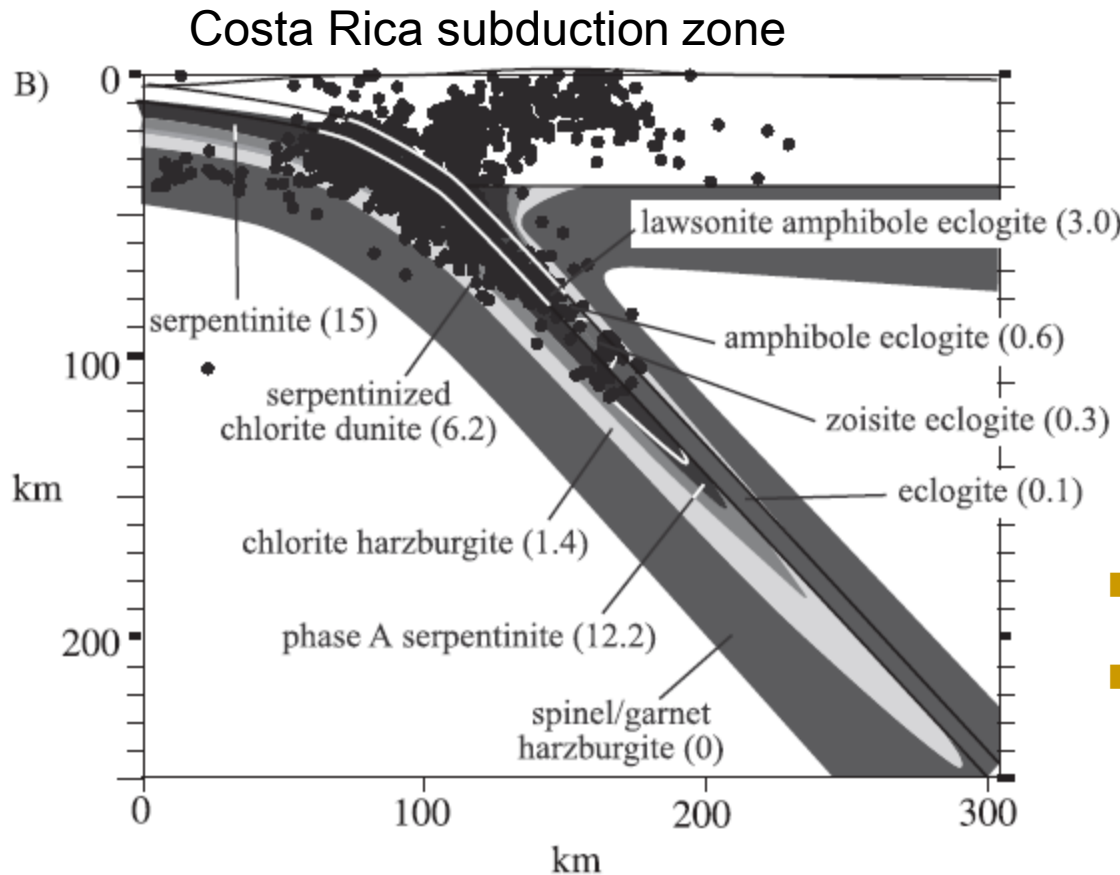 Costa Rica subduction zone
B)
0
lawsonite amphibole eclogite (3.0)
serpentinite (15)
amphibole eclogite (0.6)
100
serpentinized
chlorite dunite (6.2)
zoisite eclogite (0.3)
km
eclogite (0.1)
chlorite harzburgite (1.4)
phase A serpentinite (12.2)
200
spinel/garnet
harzburgite (0)
0
100
200
300
km